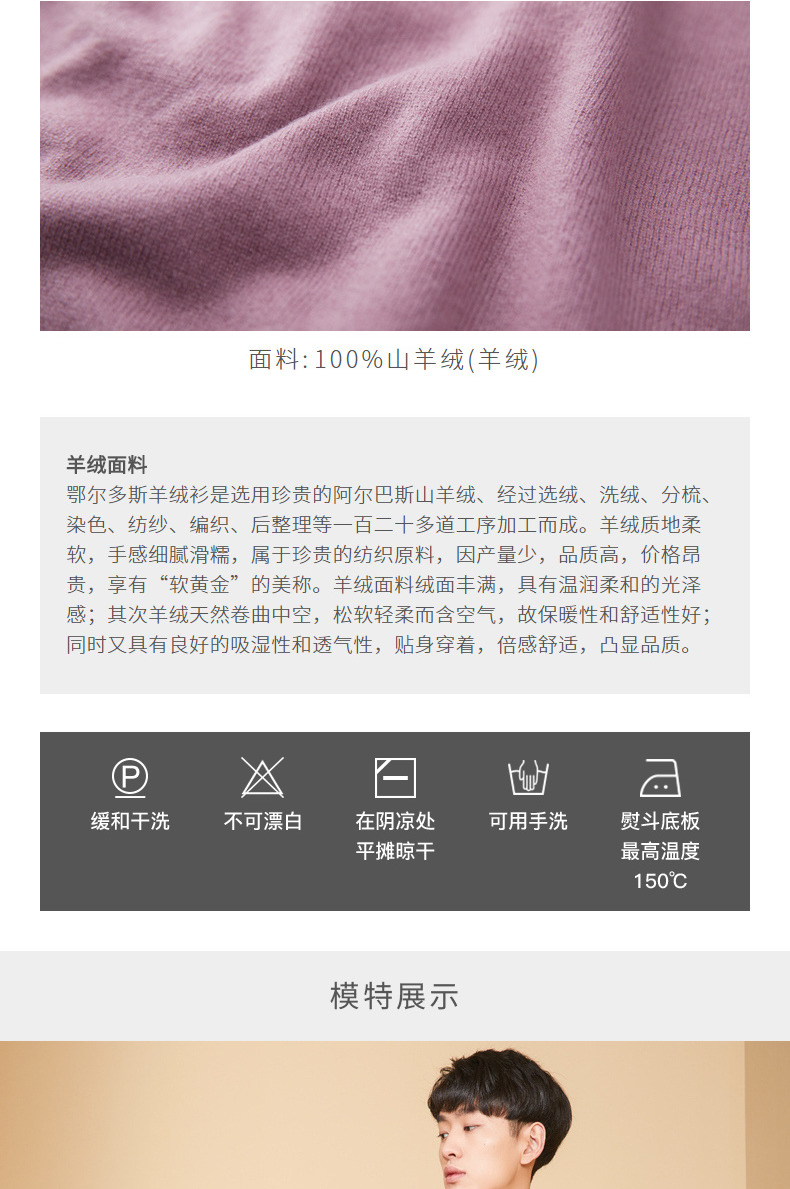 面料:100%山羊绒(羊绒)
羊绒面料
鄂尔多斯羊绒衫是选用珍贵的阿尔巴斯山羊绒、经过选绒、洗绒、分梳、
染色、纺纱、编织、后整理等一百二十多道工序加工而成。羊绒质地柔
软，手感细腻滑糯，属于珍贵的纺织原料，因产量少，品质高，价格昂
贵，享有“软黄金”的美称。羊绒面料绒面丰满，具有温润柔和的光泽
感；其次羊绒天然卷曲中空，松软轻柔而含空气，故保暖性和舒适性好；
同时又具有良好的吸湿性和透气性，贴身穿着，倍感舒适，凸显品质。
P
缓和干洗
不可漂白
在阴凉处
平摊晾干
可用手洗
熨斗底板
最高温度
150℃
模特展示